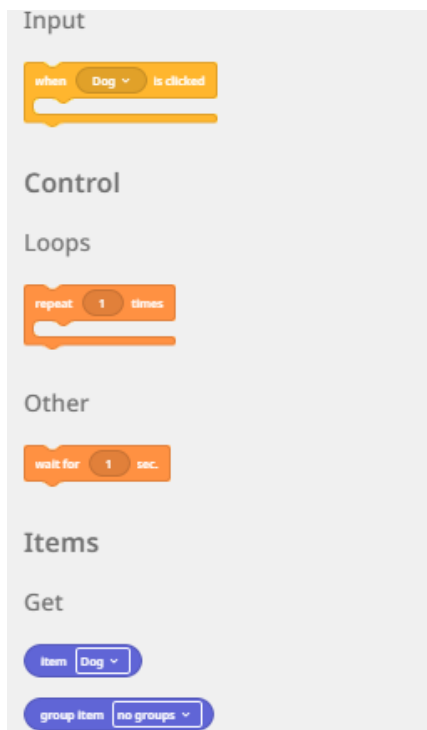 Input
when Dog is clicked
Control
Loops
repeat 1 times
Other
wait for 1 sec.
Items
Get
item Dog
group item no groups